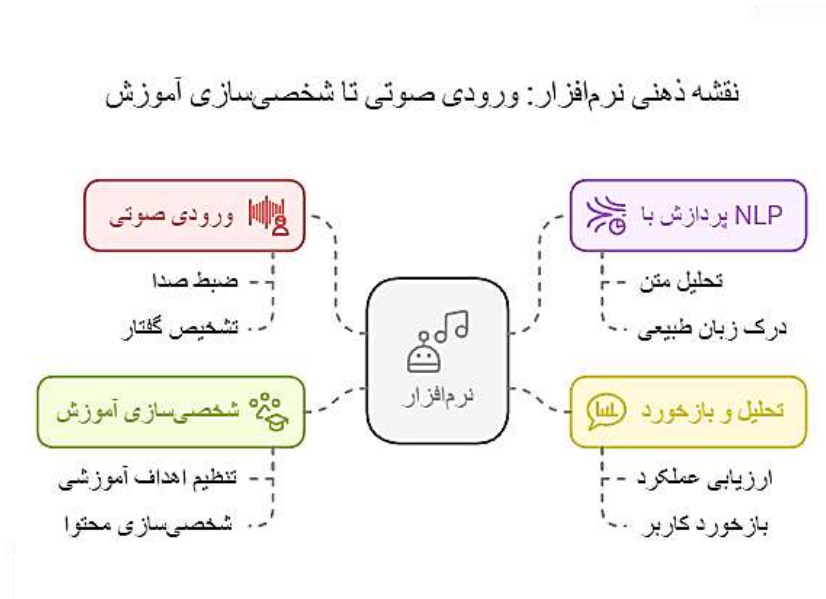 نقشه ذهنی نرم‌افزار: ورودی صوتی تا شخصی‌سازی آموزش
ورودی صوتی
ضبط صدا
تشخیص گفتار
پردازش با NLP
تحلیل متن
درک زبان طبیعی
نرم‌افزار
شخصی‌سازی آموزش
تنظیم اهداف آموزشی
شخصی‌سازی محتوا
تحلیل و بازخورد
ارزیابی عملکرد
بازخورد کاربر